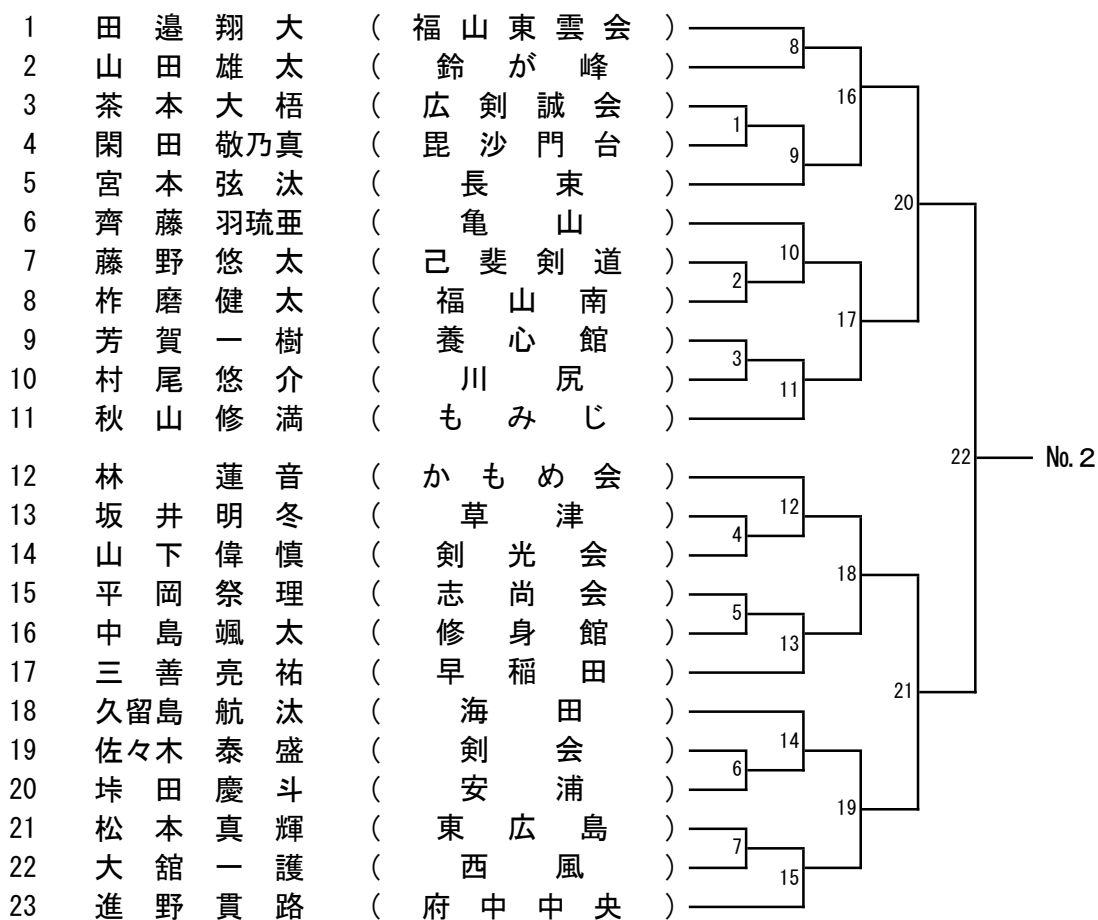 1 田邉翔大 （福山東雲会）
2 山田雄太 （鈴が峰）
3 茶本大梧 （広剣誠会）
4 閑田敬乃真 （毘沙門台）
5 宮本弦汰 （長束）
6 齊藤羽琉亜 （亀山）
7 藤野悠太 （己斐剣道）
8 柞磨健太 （福山南）
9 芳賀一樹 （養心館）
10 村尾悠介 （川尻）
11 秋山修満 （もみじ）
12 林蓮音 （かもめ会）
13 坂井明冬 （草津）
14 山下偉慎 （剣光会）
15 平岡祭理 （志尚会）
16 中島颯太 （修身館）
17 三善亮祐 （早稲田）
18 久留島航汰 （海田）
19 佐々木泰盛 （剣会）
20 垰田慶斗 （安浦）
21 松本真輝 （東広島）
22 大舘一護 （西風）
23 進野貫路 （府中中央）
1
2
3
4
5
6
7
8
9
10
11
12
13
14
15
16
17
18
19
20
21
22
№2